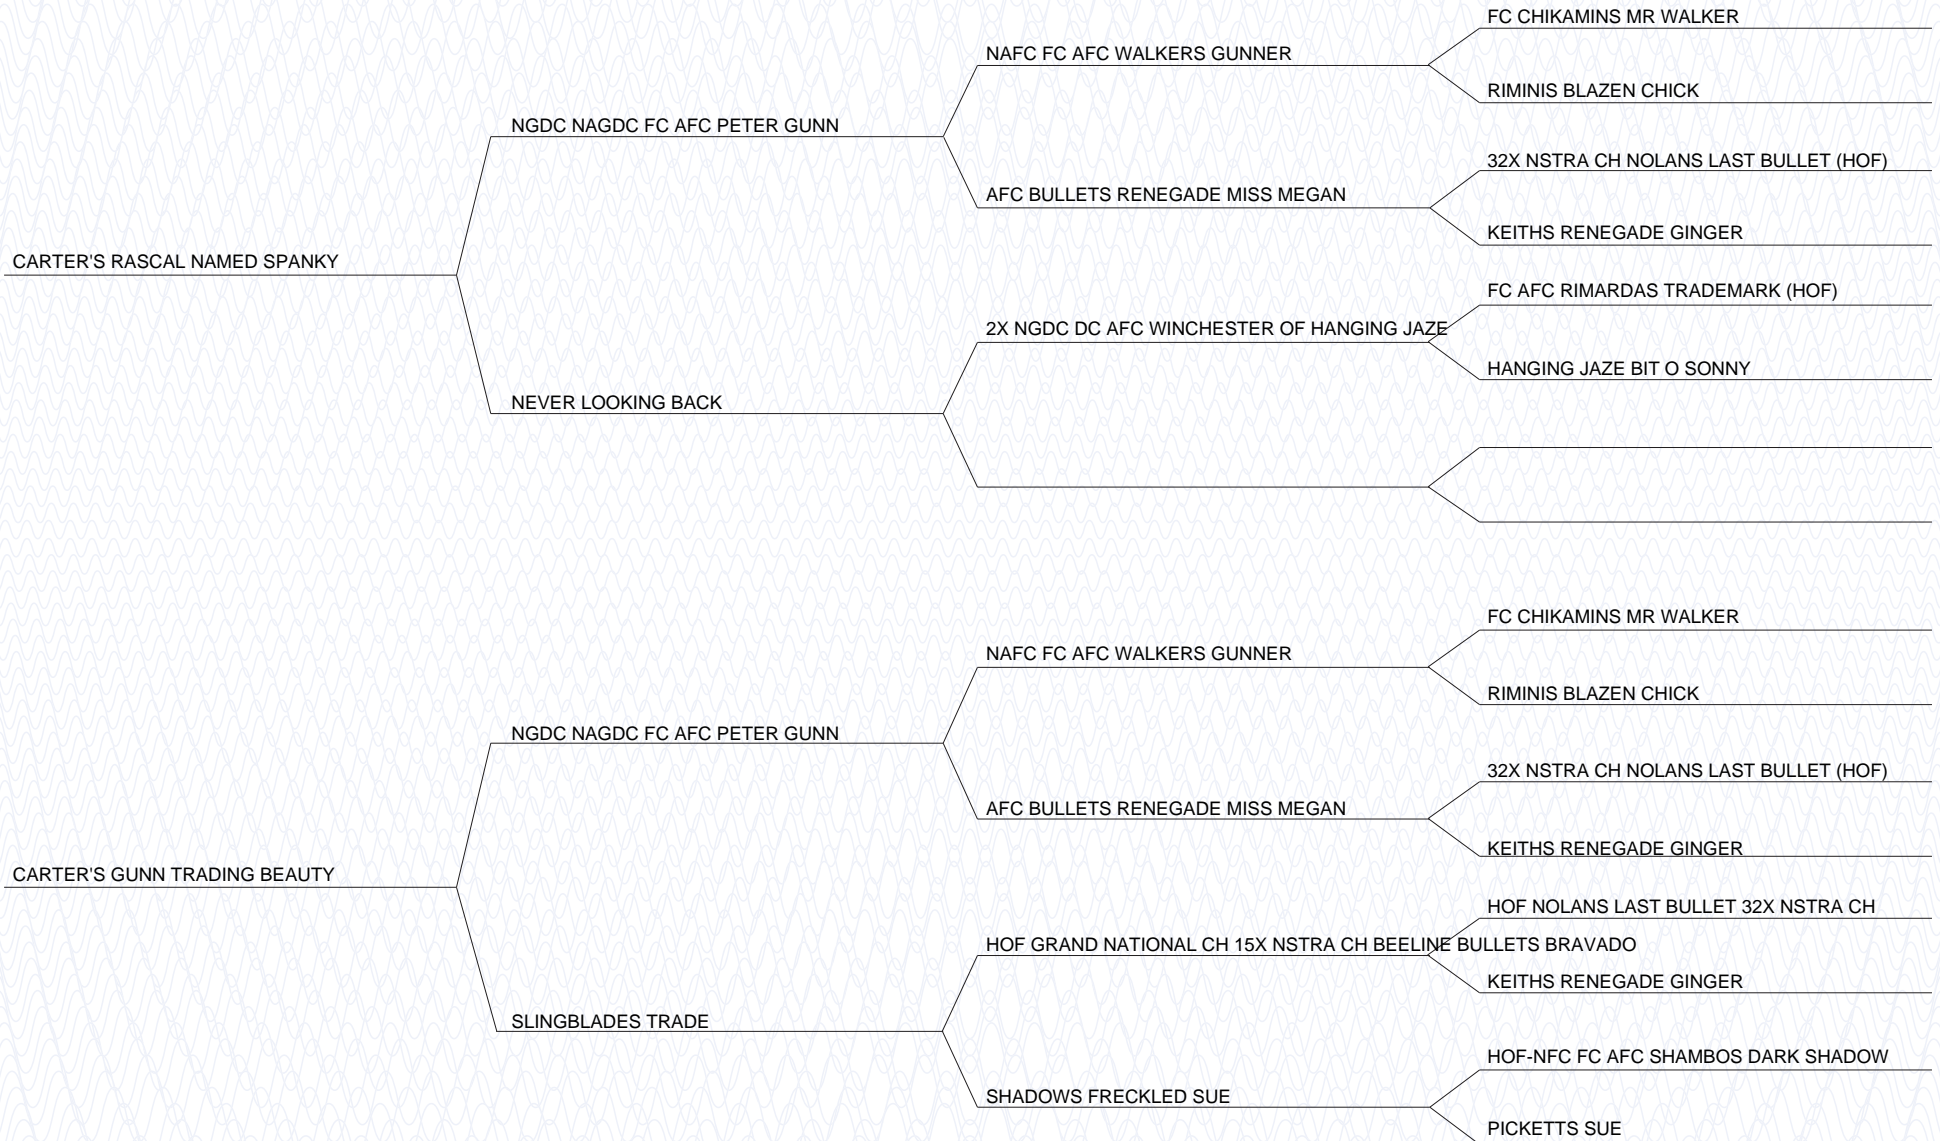 FC CHIKAMINS MR WALKER
NAFC FC AFC WALKERS GUNNER
RIMINIS BLAZEN CHICK
NGDC NAGDC FC AFC PETER GUNN
32X NSTRA CH NOLANS LAST BULLET (HOF)
AFC BULLETS RENEGADE MISS MEGAN
KEITHS RENEGADE GINGER
CARTER'S RASCAL NAMED SPANKY
FC AFC RIMARDAS TRADEMARK (HOF)
2X NGDC DC AFC WINCHESTER OF HANGING JAZE
HANGING JAZE BIT O SONNY
NEVER LOOKING BACK
FC CHIKAMINS MR WALKER
NAFC FC AFC WALKERS GUNNER
RIMINIS BLAZEN CHICK
NGDC NAGDC FC AFC PETER GUNN
32X NSTRA CH NOLANS LAST BULLET (HOF)
AFC BULLETS RENEGADE MISS MEGAN
KEITHS RENEGADE GINGER
CARTER'S GUNN TRADING BEAUTY
HOF NOLANS LAST BULLET 32X NSTRA CH
HOF GRAND NATIONAL CH 15X NSTRA CH BEELINE BULLETS BRAVADO
KEITHS RENEGADE GINGER
SLINGBLADES TRADE
HOF-NFC FC AFC SHAMBOS DARK SHADOW
SHADOWS FRECKLED SUE
PICKETTS SUE